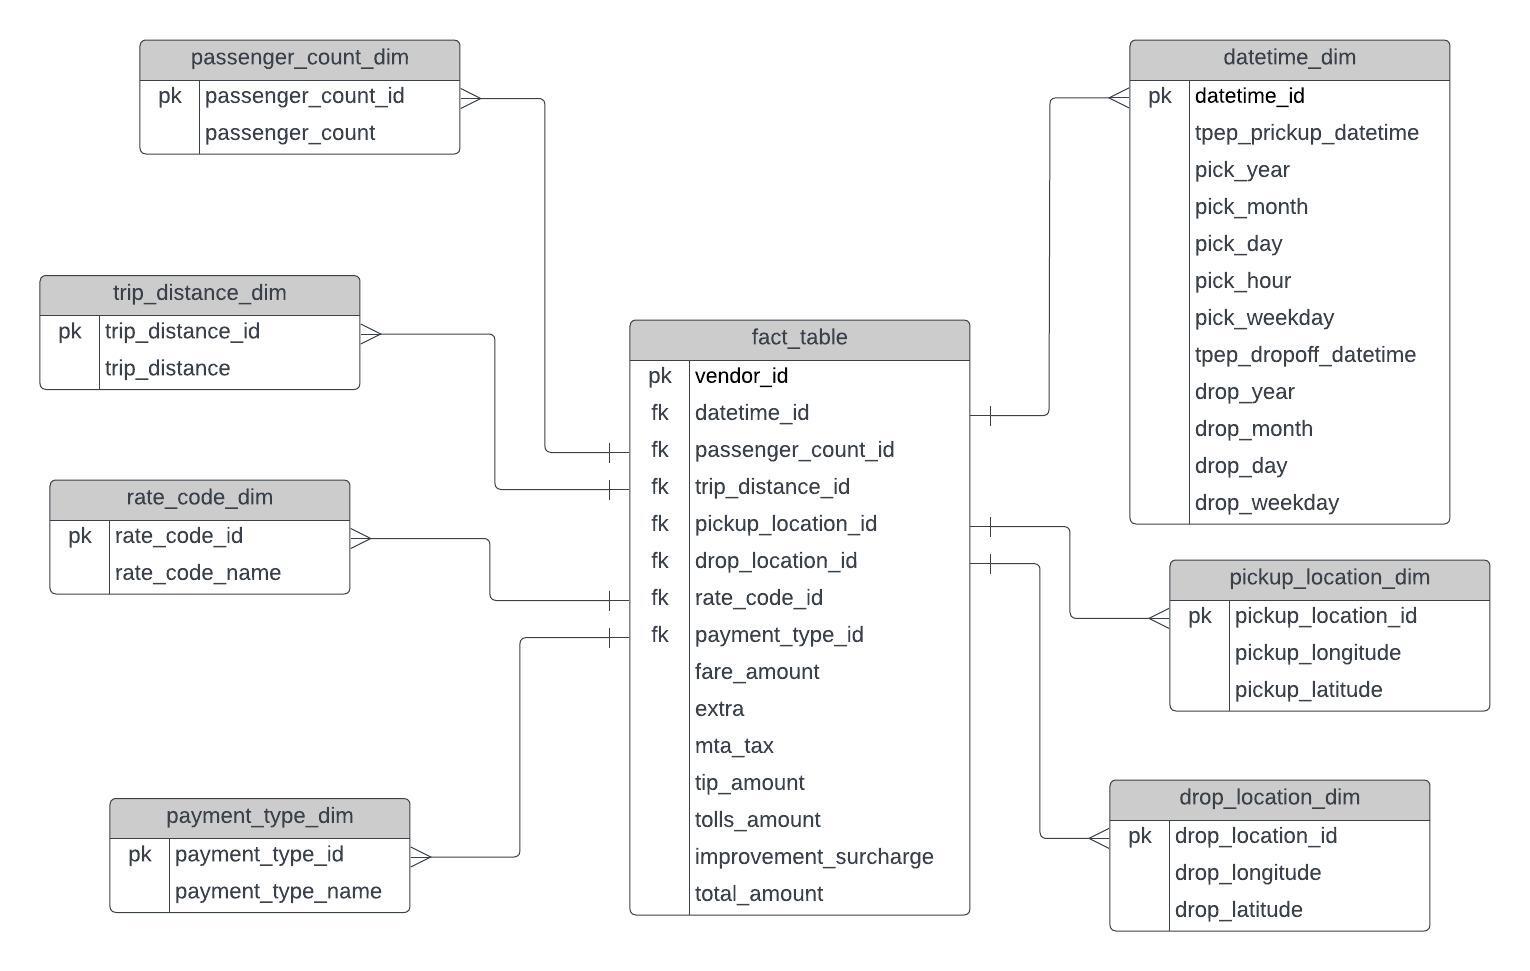 passenger_count_dim
pk passenger_count_id
passenger_count
trip_distance_dim
pk trip_distance_id
trip_distance
rate_code_dim
pk rate_code_id
rate_code_name
payment_type_dim
pk payment_type_id
payment_type_name
fact_table
pk vendor_id
fk datetime_id
fk passenger_count_id
fk trip_distance_id
fk pickup_location_id
fk drop_location_id
fk rate_code_id
fk payment_type_id
fare_amount
extra
mta_tax
tip_amount
tolls_amount
improvement_surcharge
total_amount
datetime_dim
pk datetime_id
tpep_prickup_datetime
pick_year
pick_month
pick_day
pick_hour
pick_weekday
tpep_dropoff_datetime
drop_year
drop_month
drop_day
drop_weekday
pickup_location_dim
pk pickup_location_id
pickup_longitude
pickup_latitude
drop_location_dim
pk drop_location_id
drop_longitude
drop_latitude